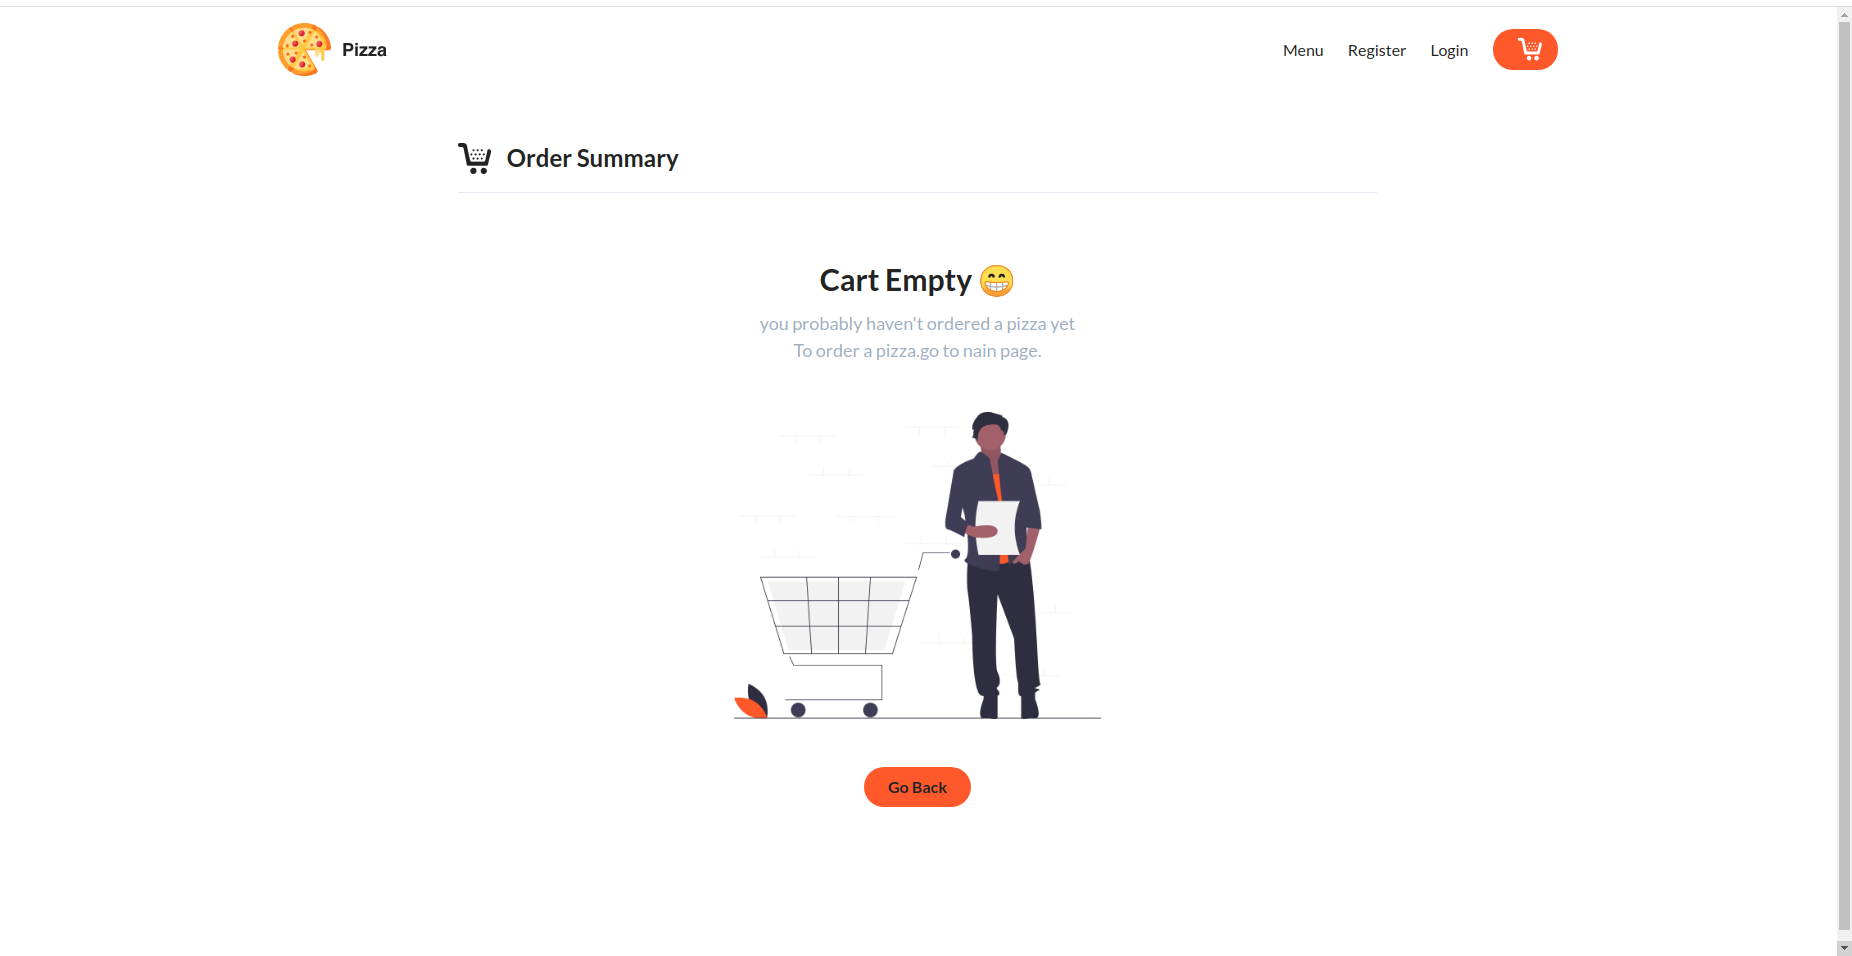 Pizza
Menu Register Login
Order Summary
Cart Empty 😁
you probably haven't ordered a pizza yet
To order a pizza.go to nain page.
Go Back